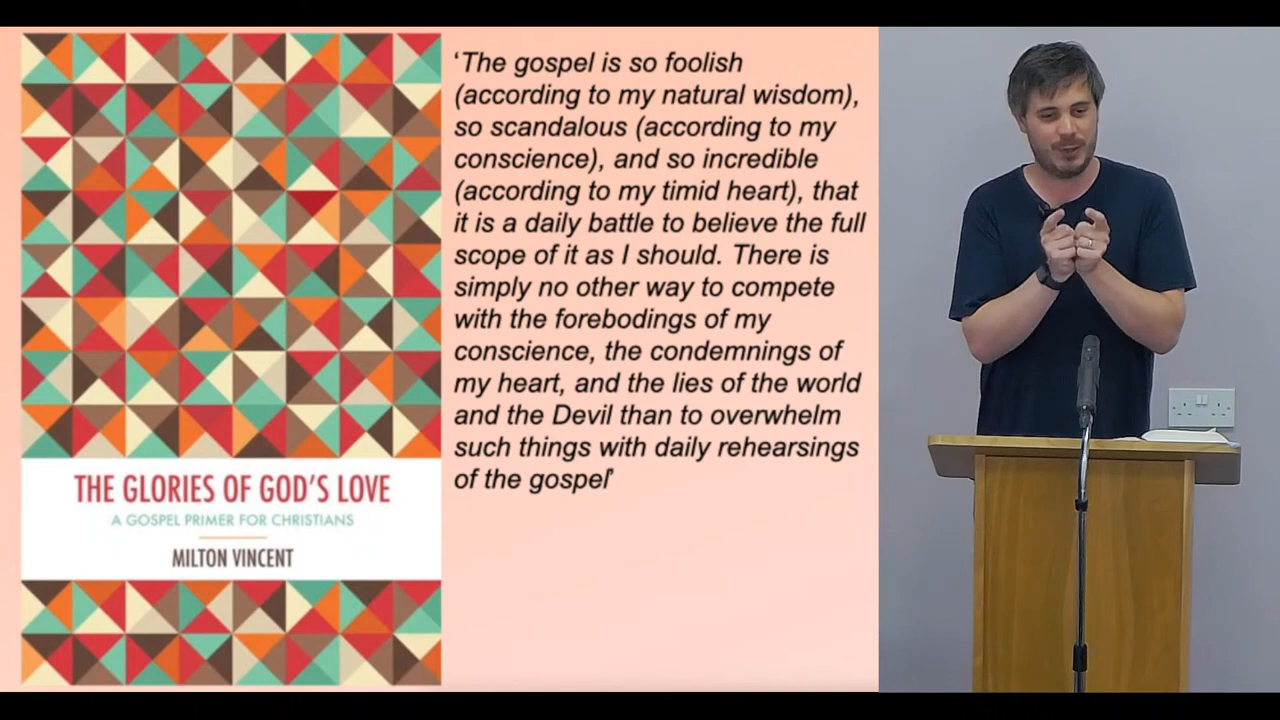 'The gospel is so foolish
(according to my natural wisdom),
so scandalous (according to my
conscience), and so incredible
(according to my timid heart), that
it is a daily battle to believe the full
scope of it as I should. There is
simply no other way to compete
with the forebodings of my
conscience, the condemnings of
my heart, and the lies of the world
and the Devil than to overwhelm
such things with daily rehearsings
of the gospel'
THE GLORIES OF GOD'S LOVE
A GOSPEL PRIMER FOR CHRISTIANS
MILTON VINCENT